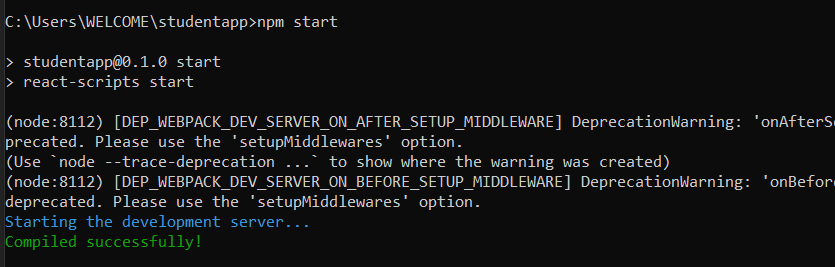 C:\Users\WELCOME\studentapp>npm start
> studentapp@0.1.0 start
> react-scripts start
(node:8112) [DEP_WEBPACK_DEV_SERVER_ON_AFTER_SETUP_MIDDLEWARE] DeprecationWarning: 'onAfterSe
precated. Please use the 'setupMiddlewares' option.
(Use `node --trace-deprecation ...` to show where the warning was created)
(node:8112) [DEP_WEBPACK_DEV_SERVER_ON_BEFORE_SETUP_MIDDLEWARE] DeprecationWarning: 'onBefor
deprecated. Please use the 'setupMiddlewares' option.
Starting the development server...
Compiled successfully!